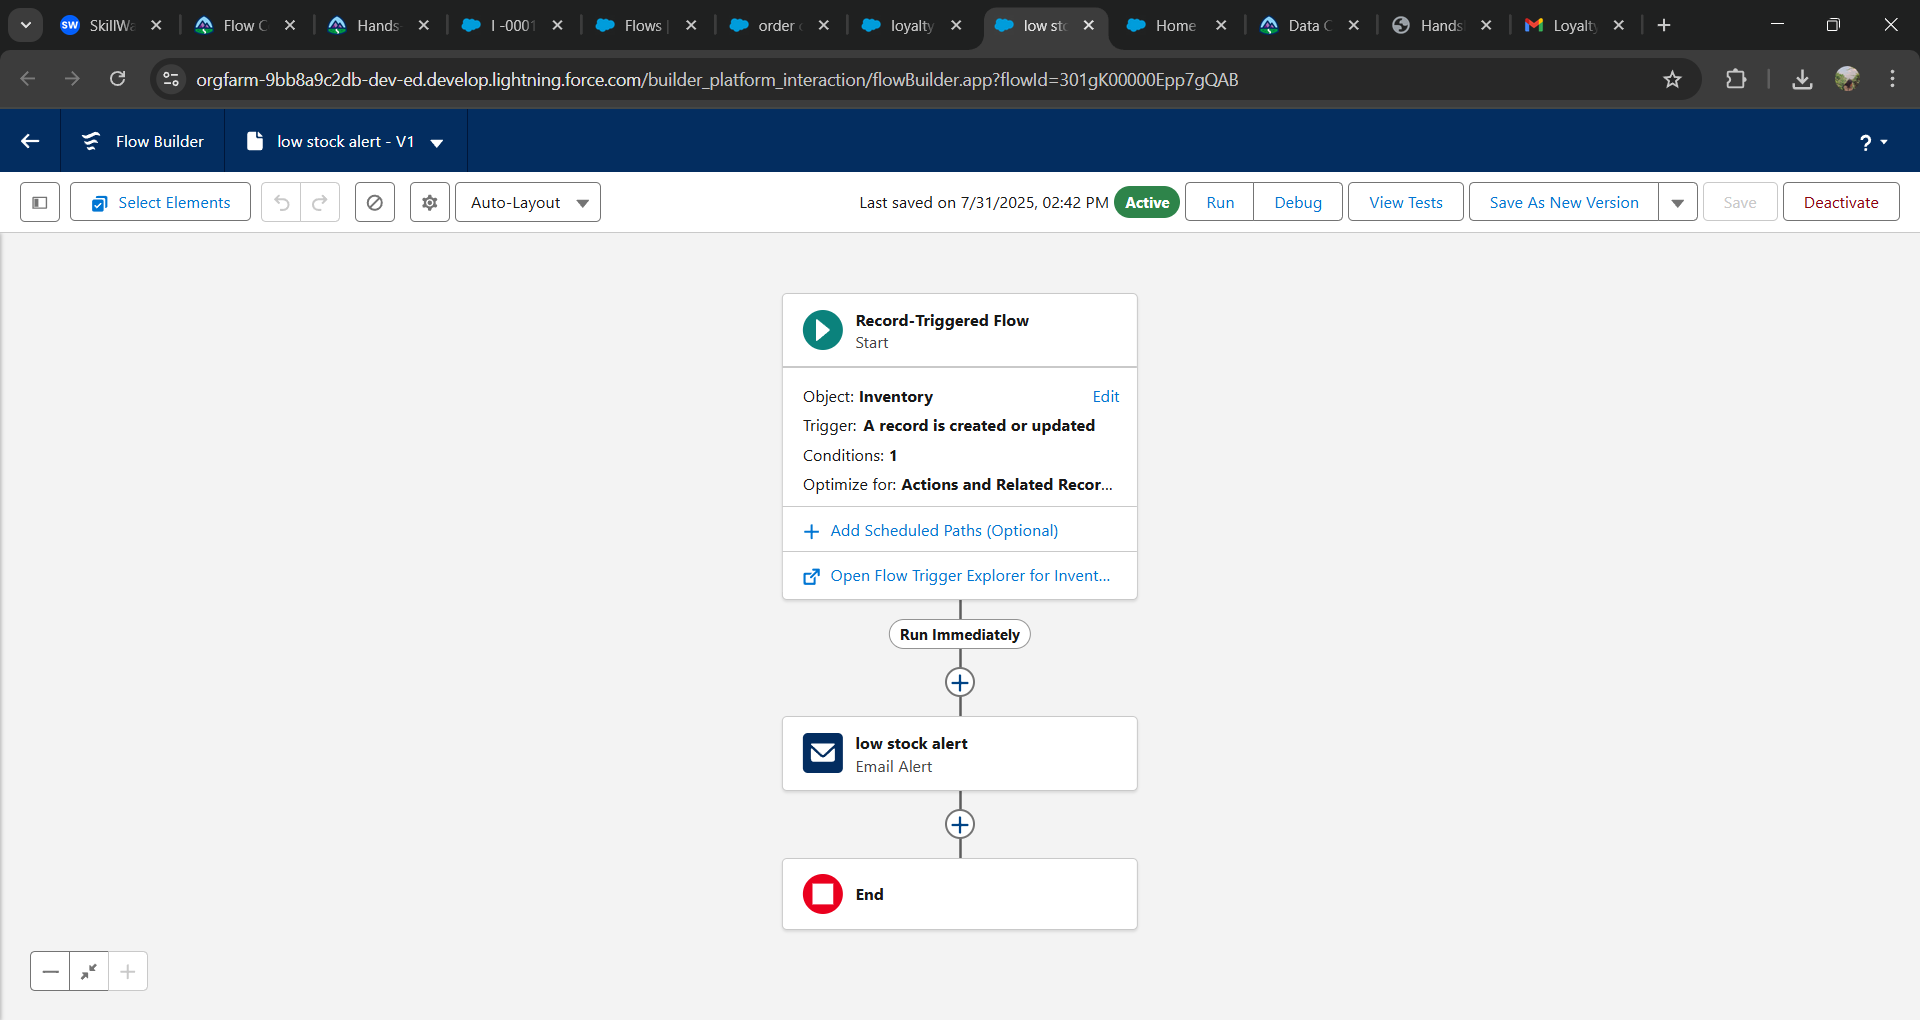 SkillWa
Flow C
Hands-
I -0001
Flows |
order
loyalty
low sto
Home
Data C
Hands
Loyalt
orgfarm-9bb8a9c2db-dev-ed.develop.lightning.force.com/builder_platform_interaction/flowBuilder.app?flowId=301gK00000Epp7gQAB
Flow Builder
low stock alert - V1
?
Select Elements
Auto-Layout
Last saved on 7/31/2025, 02:42 PM
Active
Run
Debug
View Tests
Save As New Version
Save
Deactivate
Record-Triggered Flow
Start
Object: Inventory
Edit
Trigger: A record is created or updated
Conditions: 1
Optimize for: Actions and Related Recor...
Add Scheduled Paths (Optional)
Open Flow Trigger Explorer for Invent...
Run Immediately
low stock alert
Email Alert
End